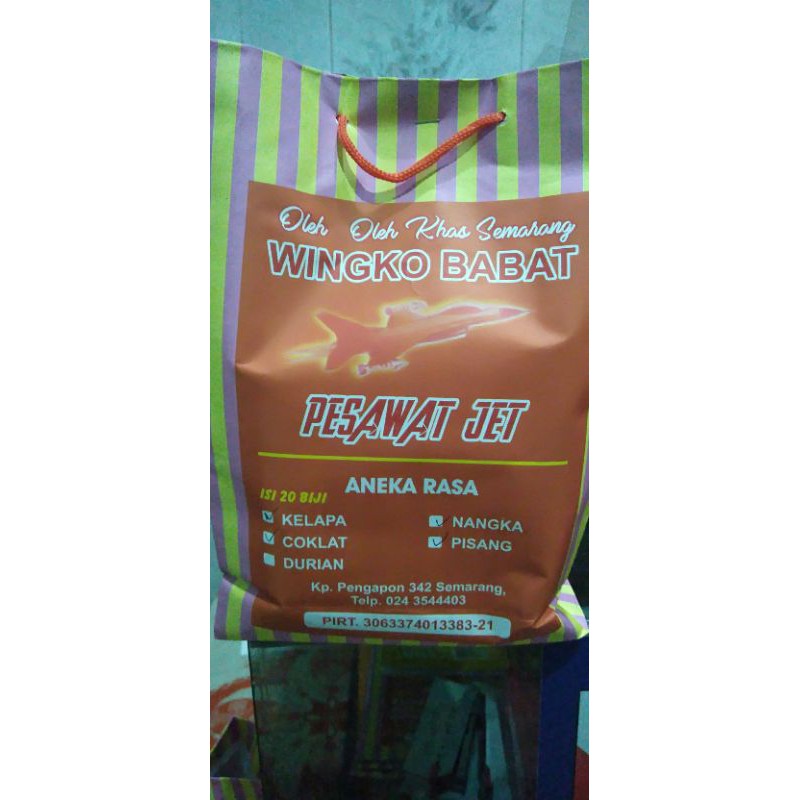 Oleh Oleh Khas Semarang
WINGKO BABAT
PESAWAT JET
ANEKA RASA
ISI 20 BIJI
KELAPA
COKLAT
DURIAN
NANGKA
PISANG
Kp. Pengapon 342 Semarang,
Telp. 024 3544403
PIRT. 3063374013383-21